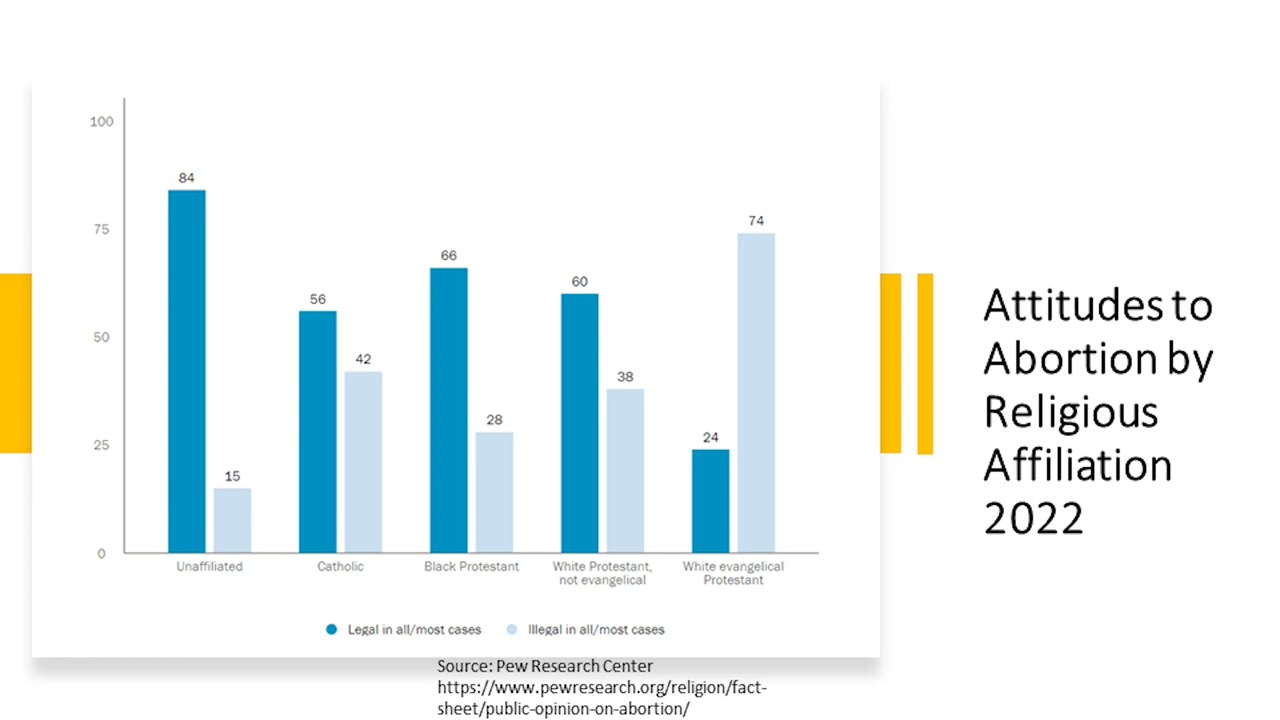 100
75
50
25
0
84
15
56
42
66
28
60
38
24
74
Unaffiliated
Catholic
Black Protestant
White Protestant,
not evangelical
White evangelical
Protestant
Legal in all/most cases
Illegal in all/most cases
Attitudes to
Abortion by
Religious
Affiliation
2022
Source: Pew Research Center
https://www.pewresearch.org/religion/fact-
sheet/public-opinion-on-abortion/